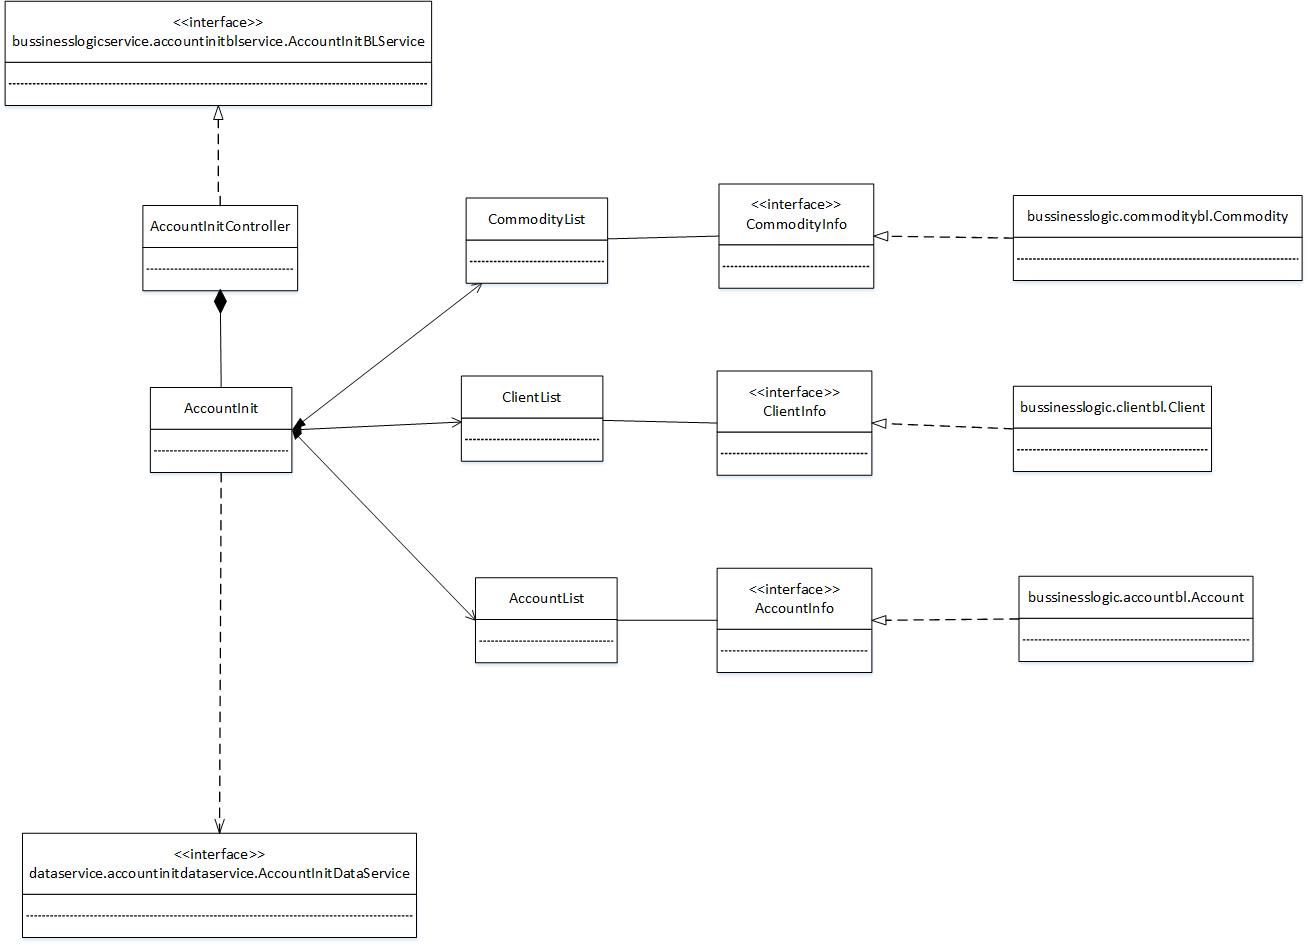 <<interface>>
bussinesslogicservice.accountinitblservice.AccountInitBLService
AccountInitController
CommodityList
<<interface>>
CommodityInfo
bussinesslogic.commoditybl.Commodity
AccountInit
ClientList
<<interface>>
ClientInfo
bussinesslogic.clientbl.Client
AccountList
<<interface>>
AccountInfo
bussinesslogic.accountbl.Account
<<interface>>
dataservice.accountinitdataservice.AccountInitDataService